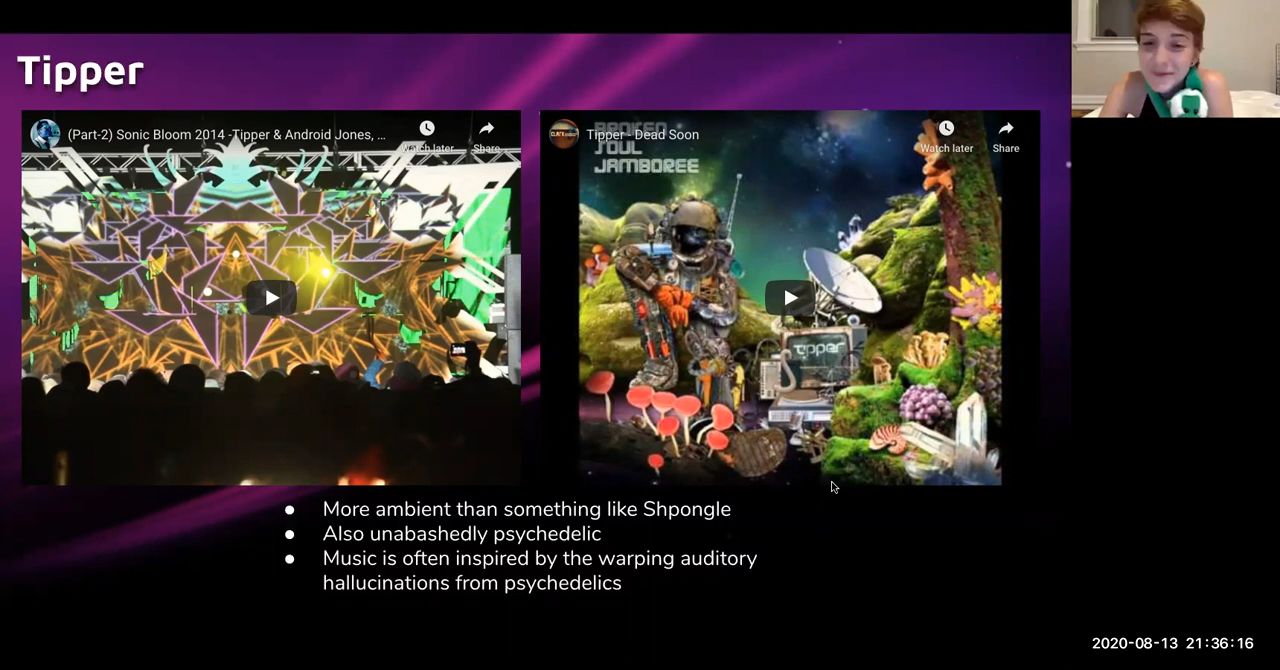 Tipper
(Part-2) Sonic Bloom 2014 -Tipper & Android Jones, ...
Watch later
Share
Tipper - Dead Soon
Watch later
Share
BROKEN
SOUL
JAMBOREE
tipper
● More ambient than something like Shpongle
● Also unabashedly psychedelic
● Music is often inspired by the warping auditory
hallucinations from psychedelics
2020-08-13 21:36:16